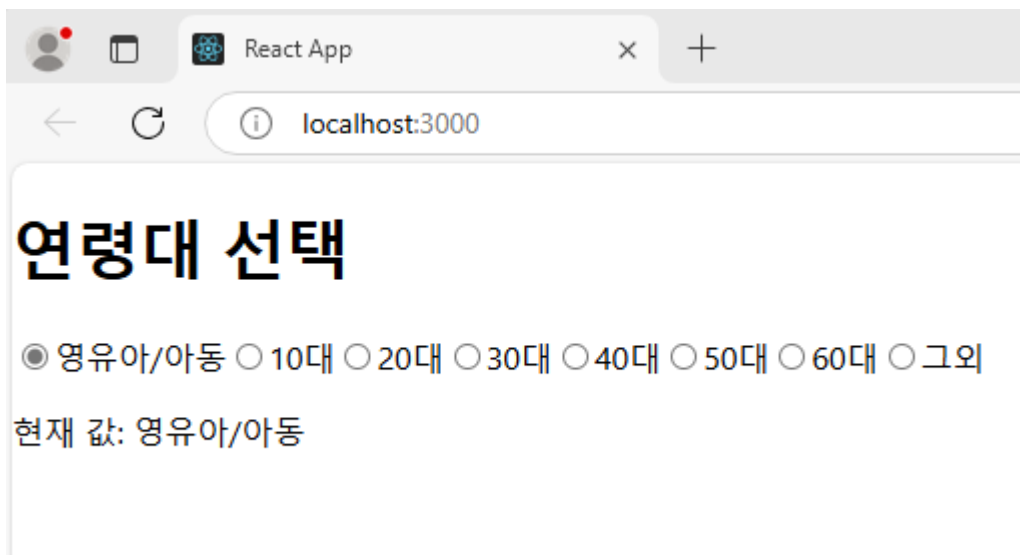 React App
localhost:3000
연령대 선택
영유아/아동 10대 20대 30대 40대 50대 60대 그외
현재 값: 영유아/아동